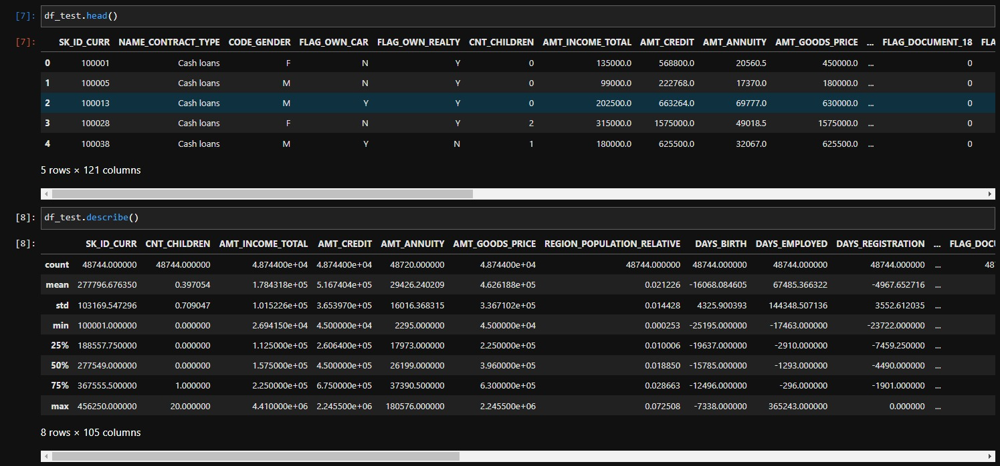 [7]: df_test.head()
[7]: SK_ID_CURR NAME_CONTRACT_TYPE CODE_GENDER FLAG_OWN_CAR FLAG_OWN_REALTY CNT_CHILDREN AMT_INCOME_TOTAL AMT_CREDIT AMT_ANNUITY AMT_GOODS_PRICE ... FLAG_DOCUMENT_18 FLA
0 100001 Cash loans F N Y 0 135000.0 568800.0 20560.5 450000.0 ... 0
1 100005 Cash loans M N Y 0 99000.0 222768.0 17370.0 180000.0 ... 0
2 100013 Cash loans M Y Y 0 202500.0 663264.0 69777.0 630000.0 ... 0
3 100028 Cash loans F N Y 2 315000.0 1575000.0 49018.5 1575000.0 ... 0
4 100038 Cash loans M Y N 1 180000.0 625500.0 32067.0 625500.0 ... 0
5 rows × 121 columns
[8]: df_test.describe()
[8]: SK_ID_CURR CNT_CHILDREN AMT_INCOME_TOTAL AMT_CREDIT AMT_ANNUITY AMT_GOODS_PRICE REGION_POPULATION_RELATIVE DAYS_BIRTH DAYS_EMPLOYED DAYS_REGISTRATION ... FLAG_DOCU
count 48744.000000 48744.000000 4.874400e+04 4.874400e+04 48720.000000 4.874400e+04 48744.000000 48744.000000 48744.000000 48744.000000 ... 48
mean 277796.676350 0.397054 1.784318e+05 5.167404e+05 29426.240209 4.626188e+05 0.021226 -16068.084605 67485.366322 -4967.652716 ...
std 103169.547296 0.709047 1.015226e+05 3.653970e+05 16016.368315 3.367102e+05 0.014428 4325.900393 144348.507136 3552.612035 ...
min 100001.000000 0.000000 2.694150e+04 4.500000e+04 2295.000000 4.500000e+04 0.000253 -25195.000000 -17463.000000 -23722.000000 ...
25% 188557.750000 0.000000 1.125000e+05 2.606400e+05 17973.000000 2.250000e+05 0.010006 -19637.000000 -2910.000000 -7459.250000 ...
50% 277549.000000 0.000000 1.575000e+05 4.500000e+05 26199.000000 3.960000e+05 0.018850 -15785.000000 -1293.000000 -4490.000000 ...
75% 367555.500000 1.000000 2.250000e+05 6.750000e+05 37390.500000 6.300000e+05 0.028663 -12496.000000 -296.000000 -1901.000000 ...
max 456250.000000 20.000000 4.410000e+06 2.245500e+06 180576.000000 2.245500e+06 0.072508 -7338.000000 365243.000000 0.000000 ...
8 rows × 105 columns